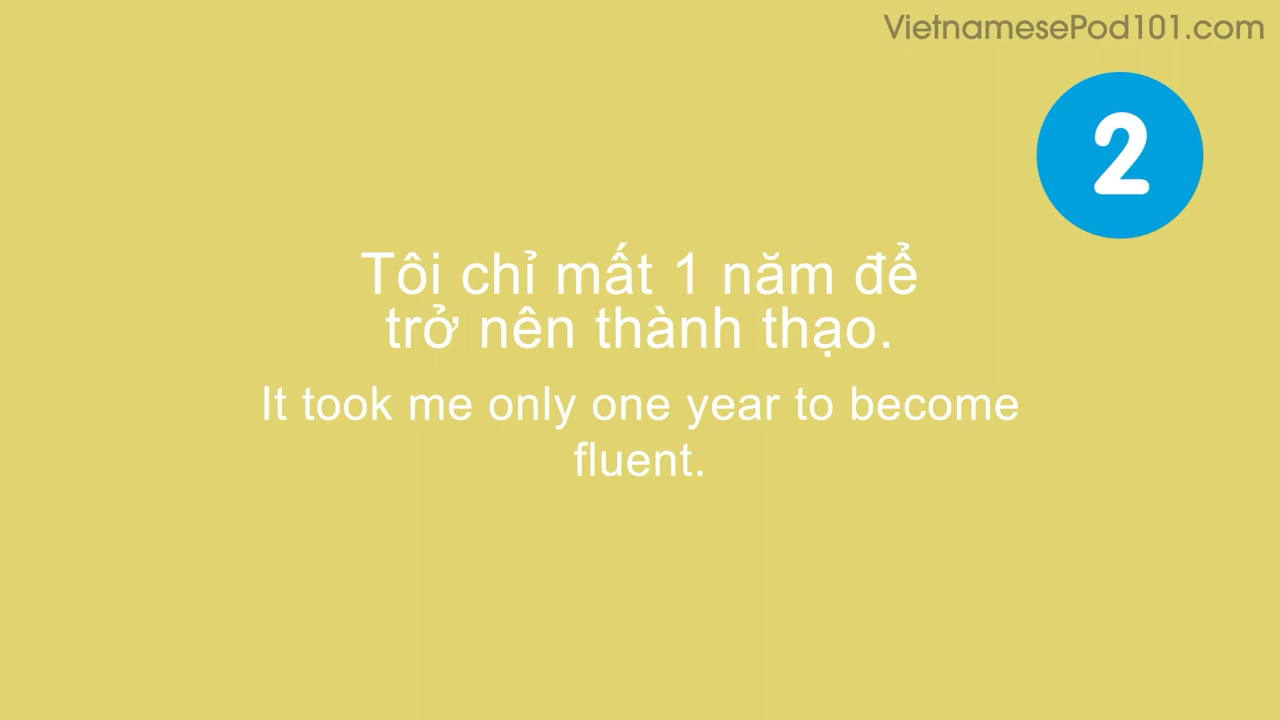 VietnamesePod101.com
2
Tôi chỉ mất 1 năm để
trở nên thành thạo.
It took me only one year to become
fluent.